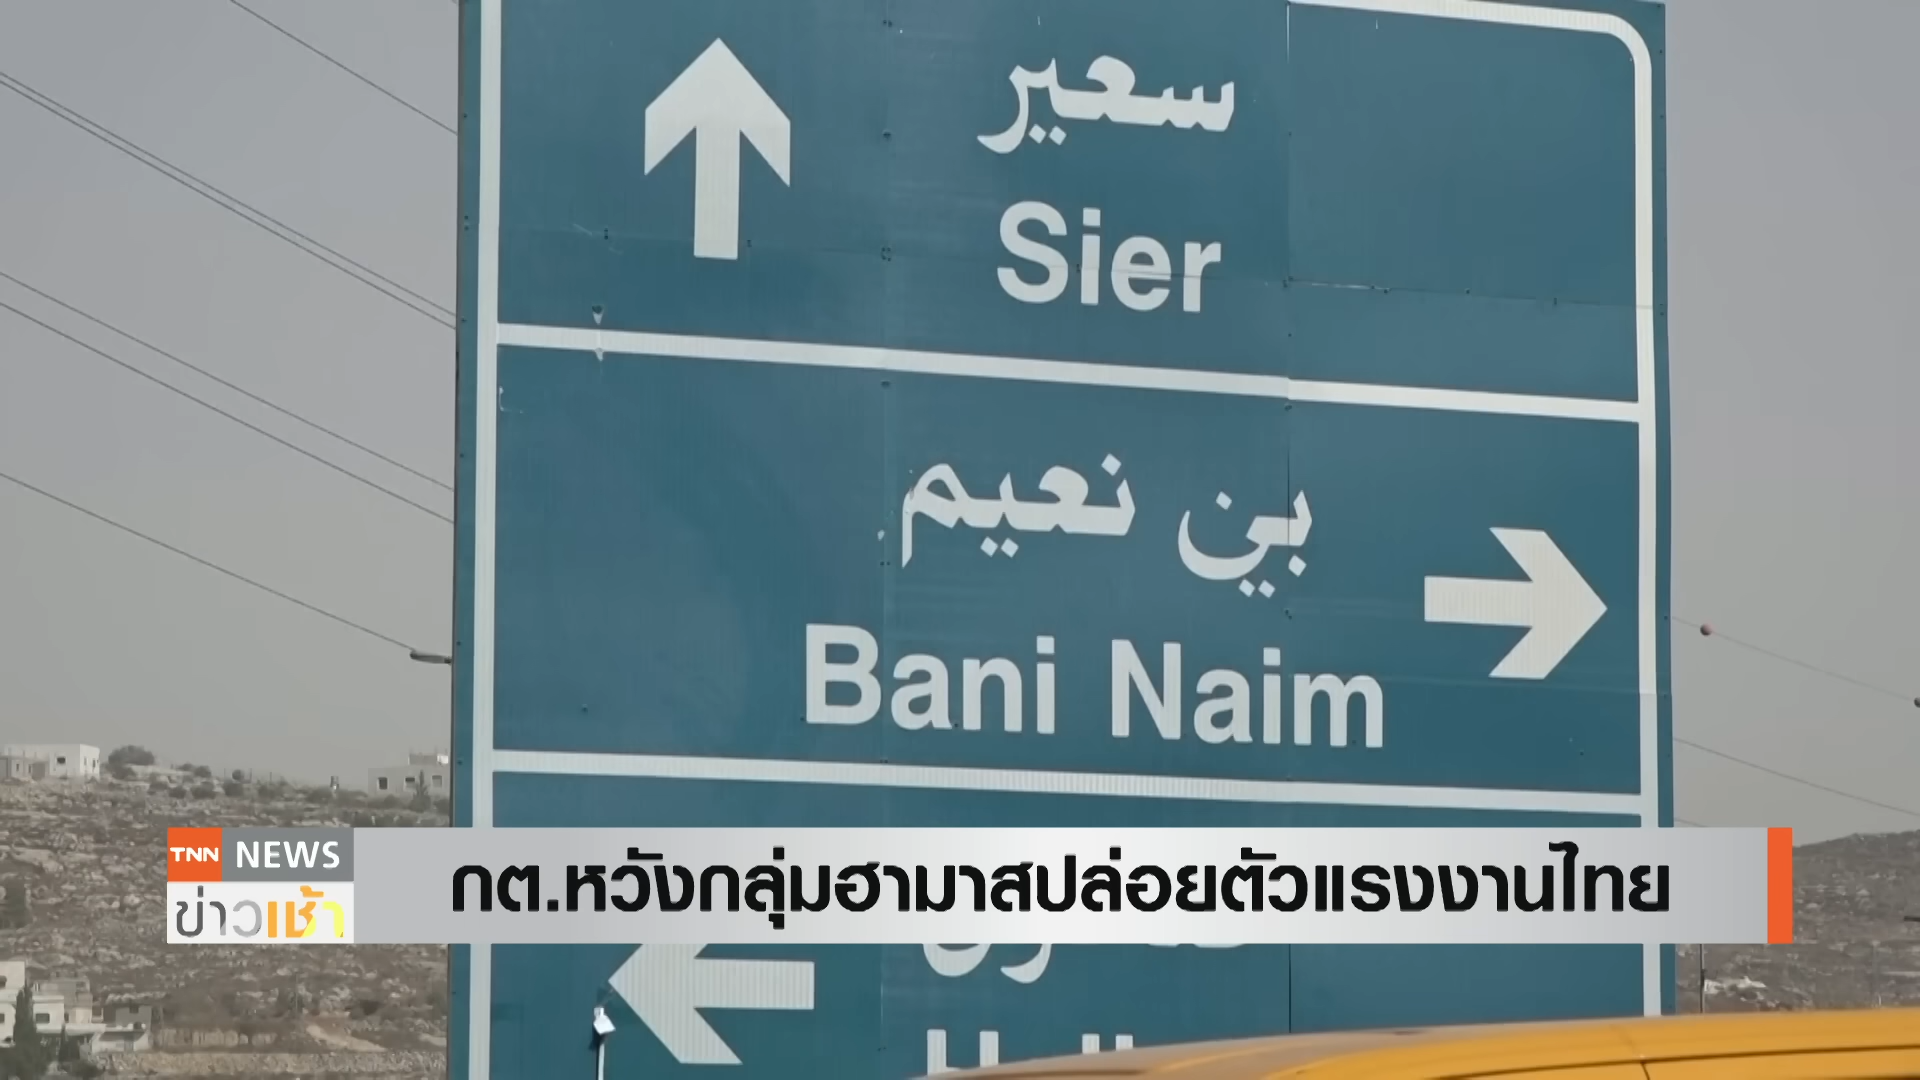 سعير
Sier
بني نعيم
Bani Naim
TNN NEWS
ข่าวเช้า
กต.หวังกลุ่มฮามาสปล่อยตัวแรงงานไทย